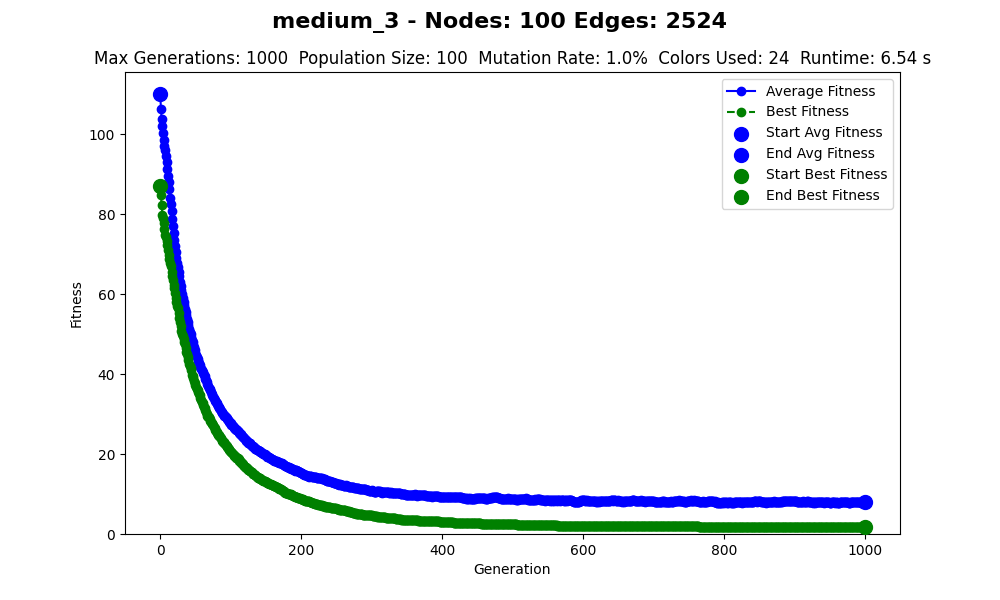 medium_3 - Nodes: 100 Edges: 2524
Max Generations: 1000  Population Size: 100  Mutation Rate: 1.0%  Colors Used: 24  Runtime: 6.54 s
Average Fitness
Best Fitness
Start Avg Fitness
End Avg Fitness
Start Best Fitness
End Best Fitness
Fitness
100
80
60
40
20
0
0 200 400 600 800 1000
Generation